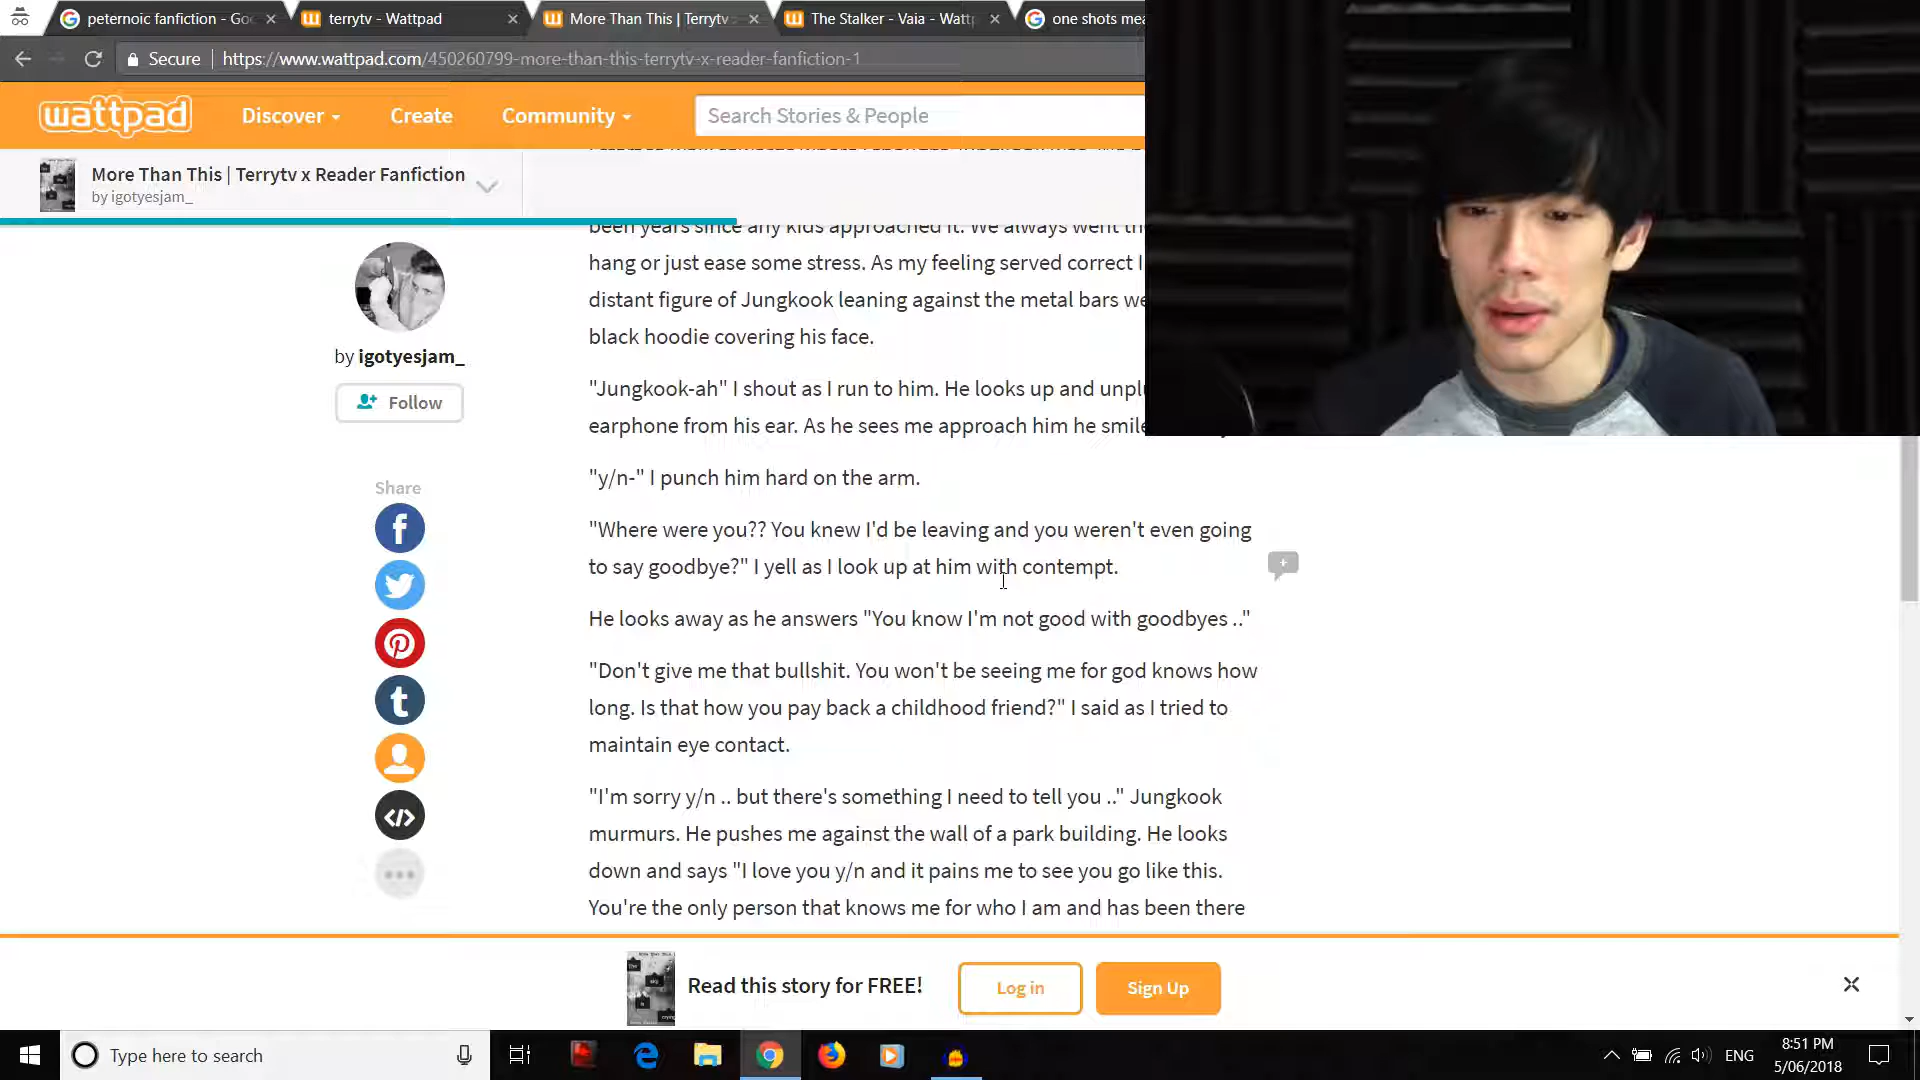 peternoic fanfiction - Go
terrytv - Wattpad
More Than This | Terrytv
The Stalker - Vaia - Wattp
one shots mea
Secure
https://www.wattpad.com/450260799-more-than-this-terrytv-x-reader-fanfiction-1
wattpad
Discover
Create
Community
Search Stories & People
More Than This | Terrytv x Reader Fanfiction
by igotyesjam_
been years since any kids approached it. We always went
hang or just ease some stress. As my feeling served correct I
distant figure of Jungkook leaning against the metal bars
black hoodie covering his face.
by igotyesjam_
"Jungkook-ah" I shout as I run to him. He looks up and
Follow
earphone from his ear. As he sees me approach him he
"y/n-" I punch him hard on the arm.
Share
"Where were you?? You knew I'd be leaving and you weren't even going
to say goodbye?" I yell as I look up at him with contempt.
He looks away as he answers "You know I'm not good with goodbyes .."
"Don't give me that bullshit. You won't be seeing me for god knows how
long. Is that how you pay back a childhood friend?" I said as I tried to
maintain eye contact.
"I'm sorry y/n .. but there's something I need to tell you .." Jungkook
murmurs. He pushes me against the wall of a park building. He looks
down and says "I love you y/n and it pains me to see you go like this.
You're the only person that knows me for who I am and has been there
Read this story for FREE!
Log in
Sign Up
Type here to search
ENG
8:51 PM
5/06/2018